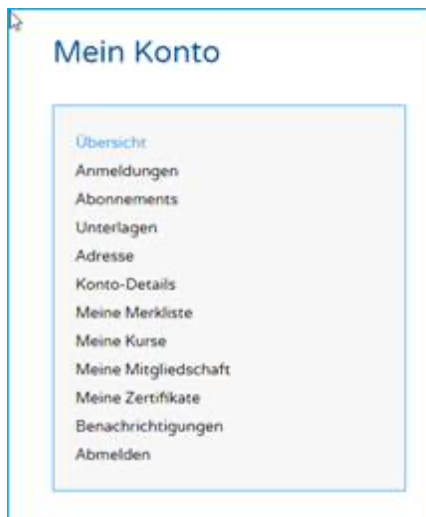 Mein Konto
Übersicht
Anmeldungen
Abonnements
Unterlagen
Adresse
Konto-Details
Meine Merkliste
Meine Kurse
Meine Mitgliedschaft
Meine Zertifikate
Benachrichtigungen
Abmelden